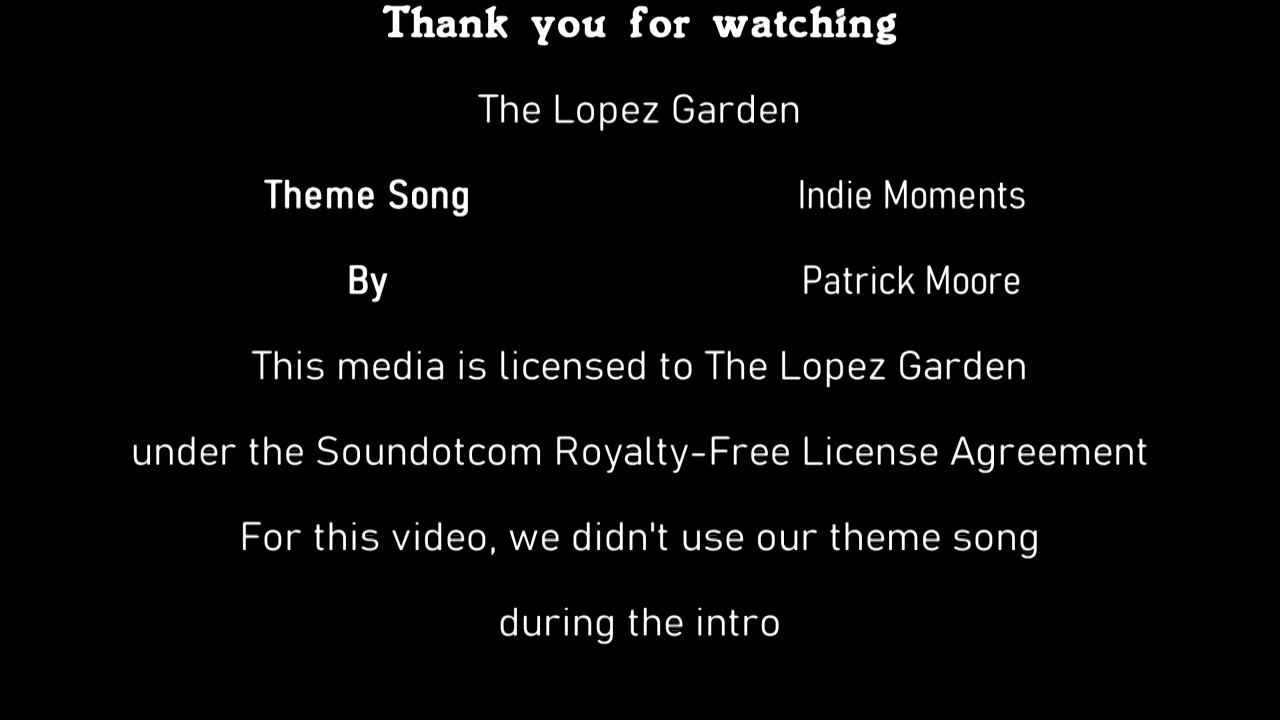 Thank you for watching
The Lopez Garden
Theme Song Indie Moments
By Patrick Moore
This media is licensed to The Lopez Garden
under the Soundotcom Royalty-Free License Agreement
For this video, we didn't use our theme song
during the intro